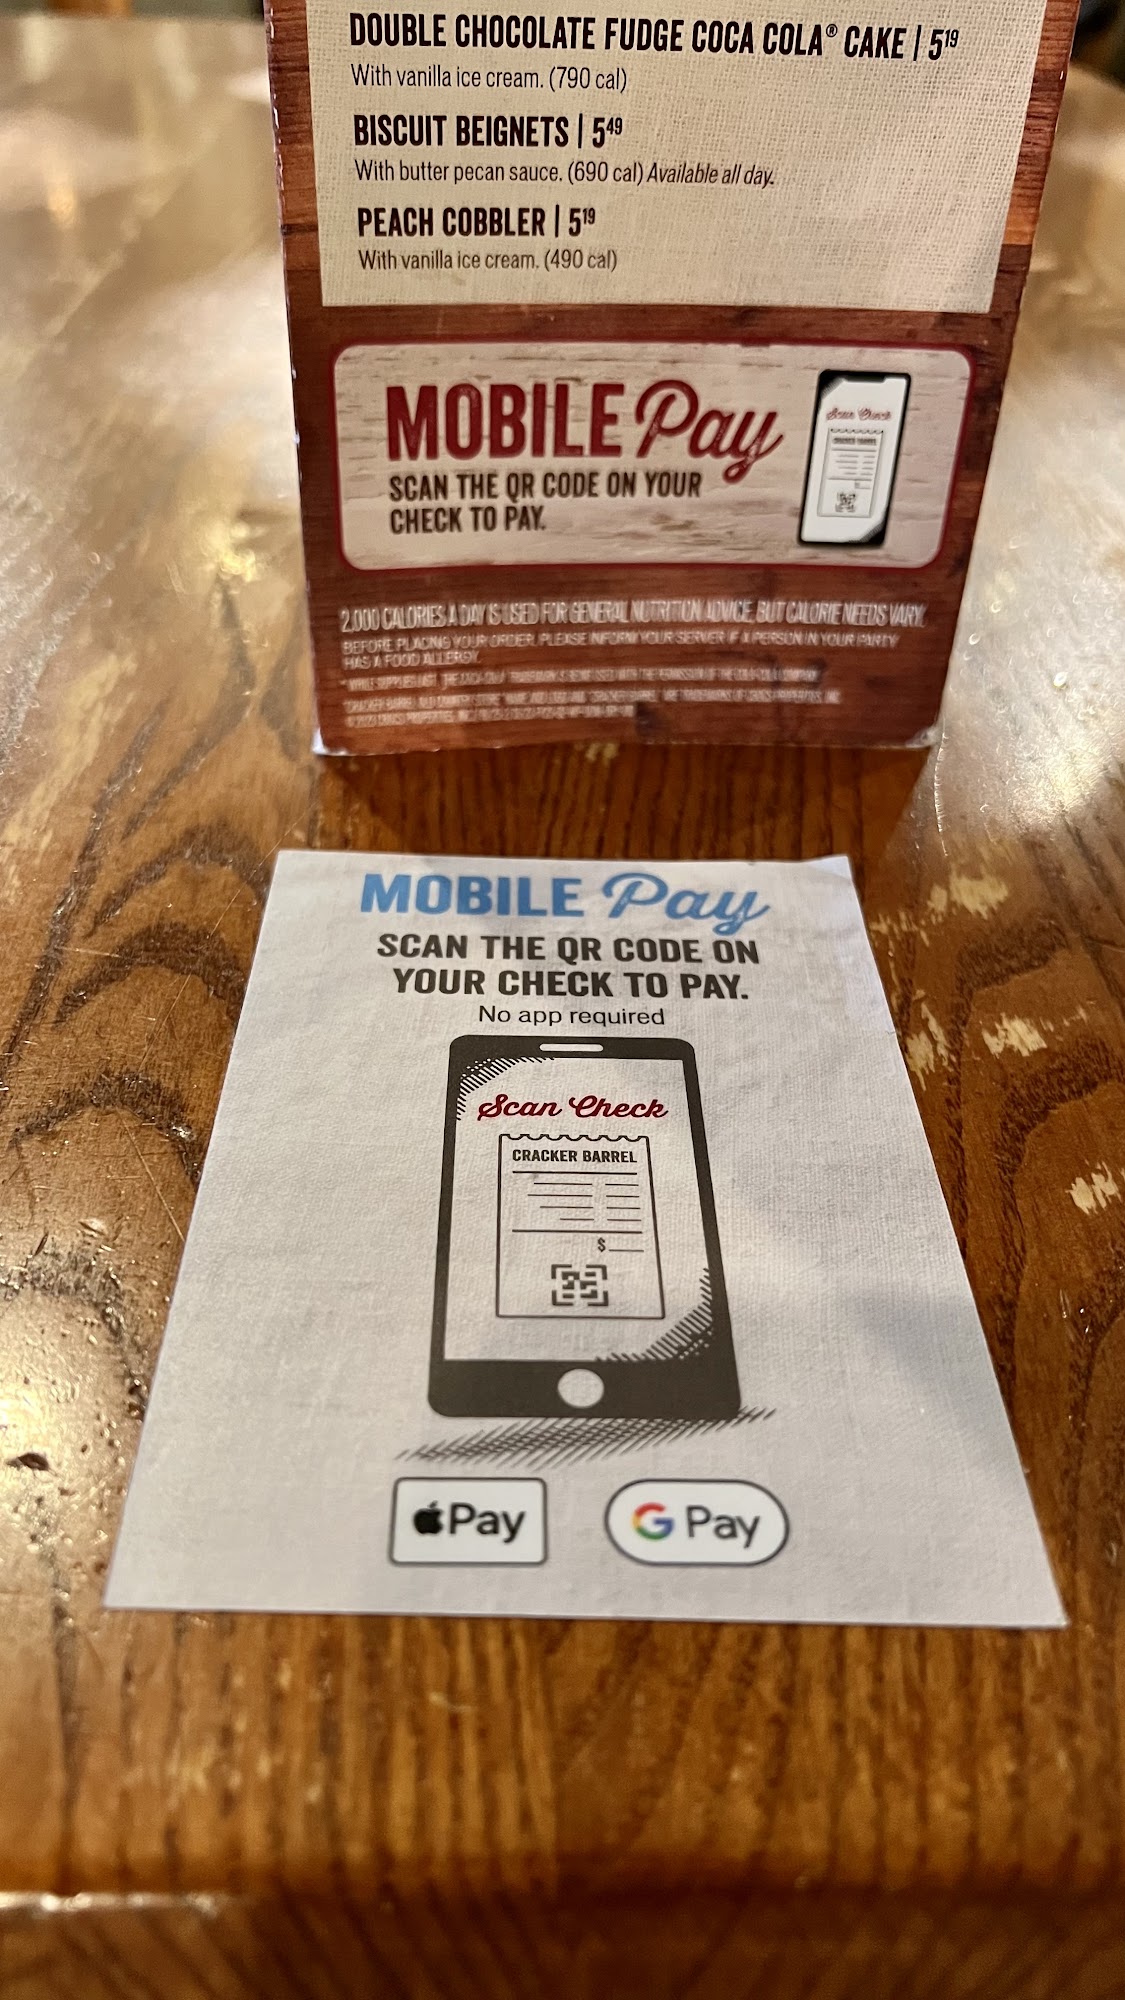 DOUBLE CHOCOLATE FUDGE COCA COLA® CAKE | 5¹⁹
With vanilla ice cream. (790 cal)
BISCUIT BEIGNETS | 5⁴⁹
With butter pecan sauce. (690 cal) Available all day.
PEACH COBBLER | 5¹⁹
With vanilla ice cream. (490 cal)
MOBILE Pay
SCAN THE QR CODE ON YOUR
CHECK TO PAY.
Scan Check
CRACKER BARREL
2,000 CALORIES A DAY IS USED FOR GENERAL NUTRITION ADVICE, BUT CALORIE NEEDS VARY.
BEFORE PLACING YOUR ORDER, PLEASE INFORM YOUR SERVER IF A PERSON IN YOUR PARTY
HAS A FOOD ALLERGY.
MOBILE Pay
SCAN THE QR CODE ON
YOUR CHECK TO PAY.
No app required
Scan Check
CRACKER BARREL
$
Pay
G Pay